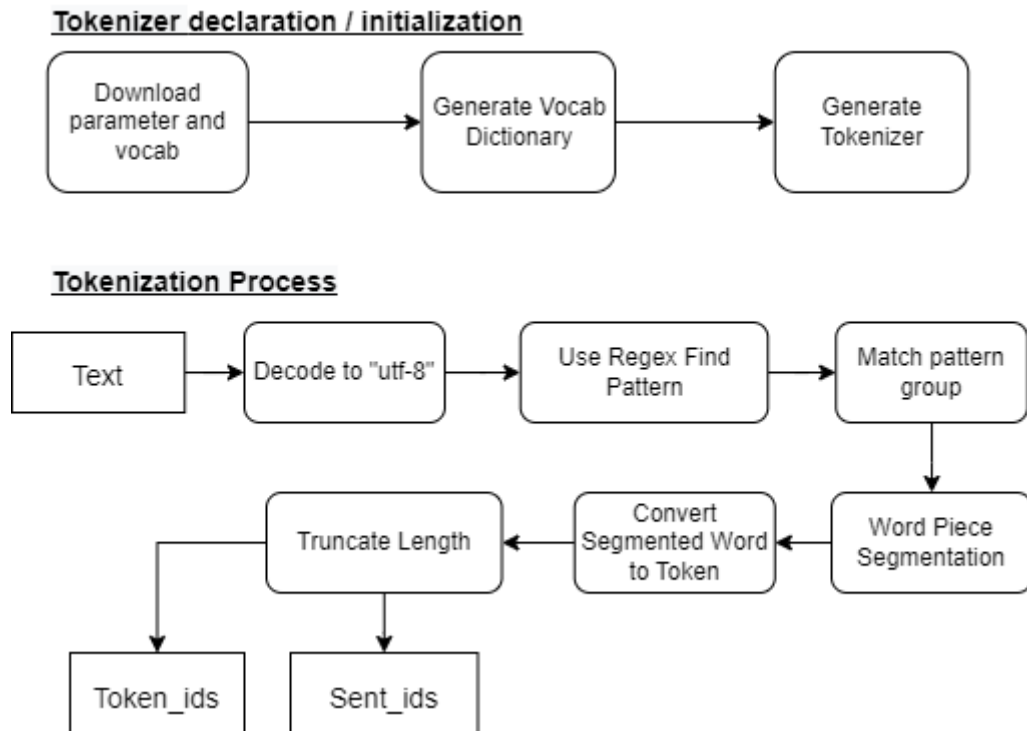 Tokenizer declaration / initialization
Download
parameter and
vocab
Generate Vocab
Dictionary
Generate
Tokenizer
Tokenization Process
Text
Decode to "utf-8"
Use Regex Find
Pattern
Match pattern
group
Truncate Length
Convert
Segmented Word
to Token
Word Piece
Segmentation
Token_ids
Sent_ids